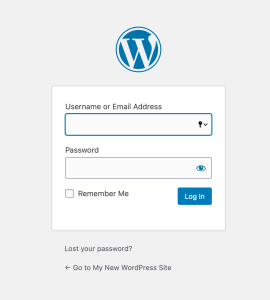 Username or Email Address
Password
Remember Me
Log In
Lost your password?
← Go to My New WordPress Site